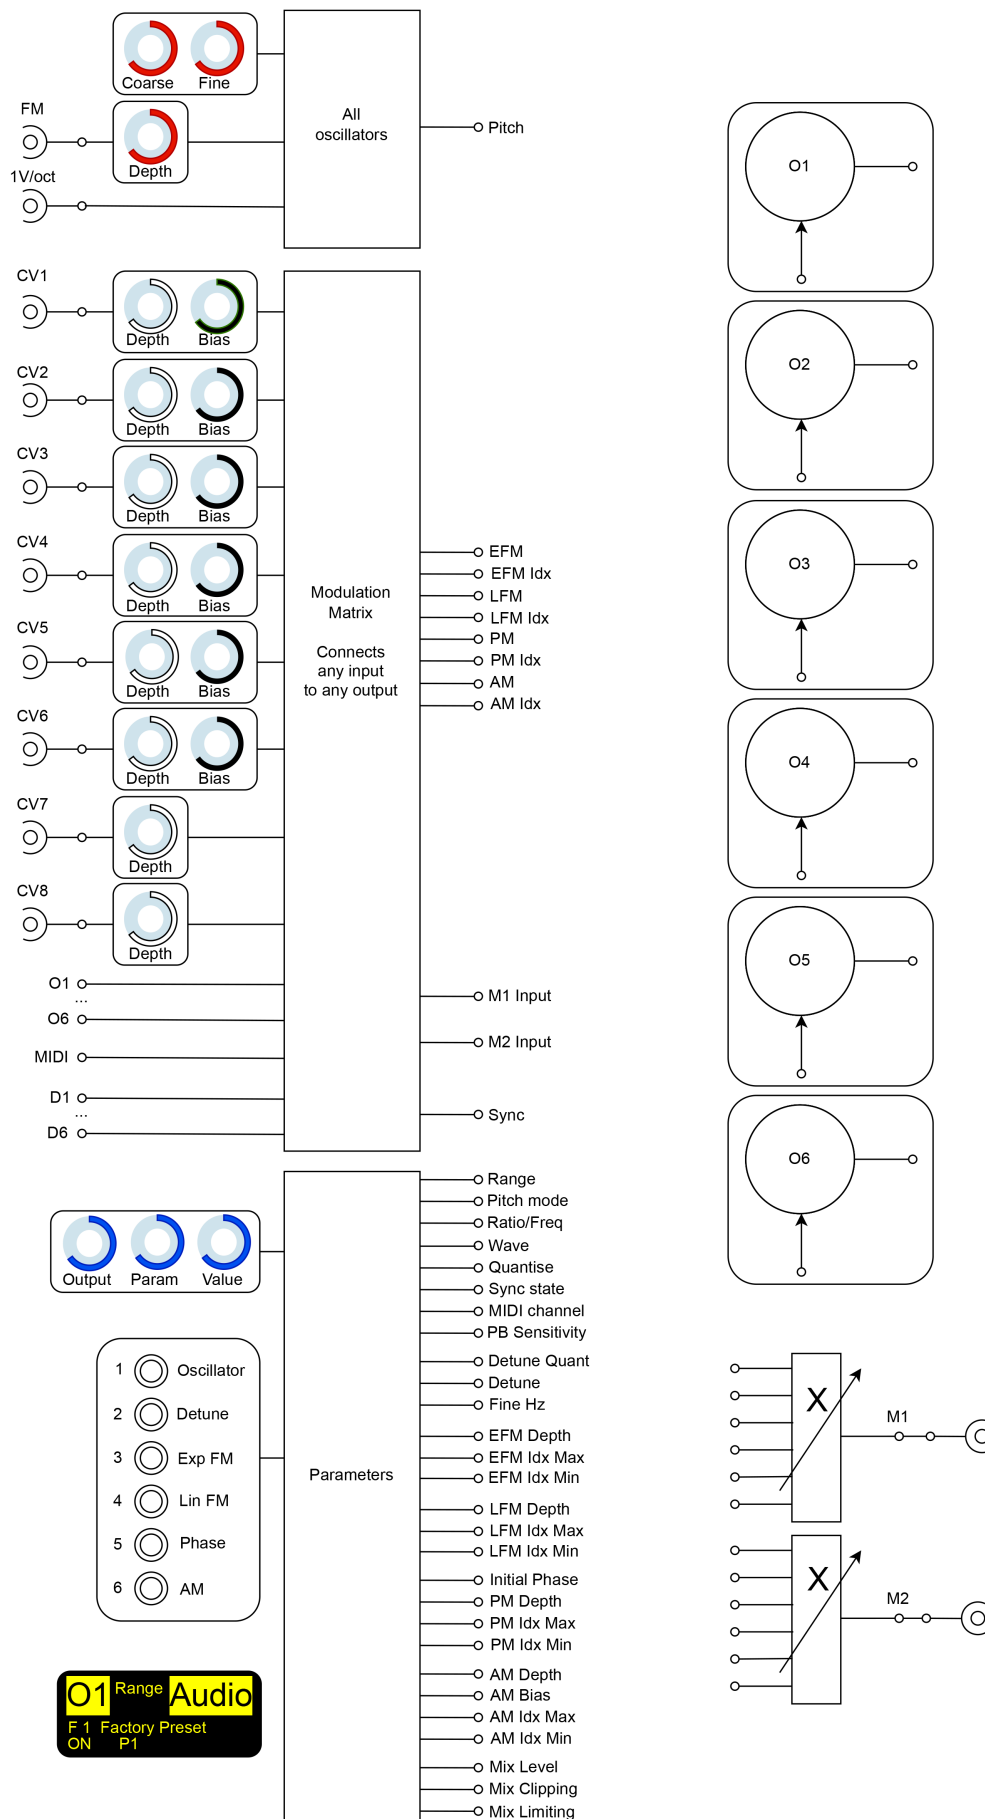 Coarse
Fine
FM
Depth
1V/oct
All
oscillators
Pitch
CV1
Depth
Bias
CV2
Depth
Bias
CV3
Depth
Bias
CV4
Depth
Bias
CV5
Depth
Bias
CV6
Depth
Bias
CV7
Depth
CV8
Depth
O1
...
O6
MIDI
D1
...
D6
Modulation
Matrix
Connects
any input
to any output
EFM
EFM Idx
LFM
LFM Idx
PM
PM Idx
AM
AM Idx
M1 Input
M2 Input
Sync
Output
Param
Value
1 Oscillator
2 Detune
3 Exp FM
4 Lin FM
5 Phase
6 AM
O1 Range Audio
F 1 Factory Preset
ON P1
Parameters
Range
Pitch mode
Ratio/Freq
Wave
Quantise
Sync state
MIDI channel
PB Sensitivity
Detune Quant
Detune
Fine Hz
EFM Depth
EFM Idx Max
EFM Idx Min
LFM Depth
LFM Idx Max
LFM Idx Min
Initial Phase
PM Depth
PM Idx Max
PM Idx Min
AM Depth
AM Bias
AM Idx Max
AM Idx Min
Mix Level
Mix Clipping
Mix Limiting
O1
O2
O3
O4
O5
O6
X
M1
X
M2